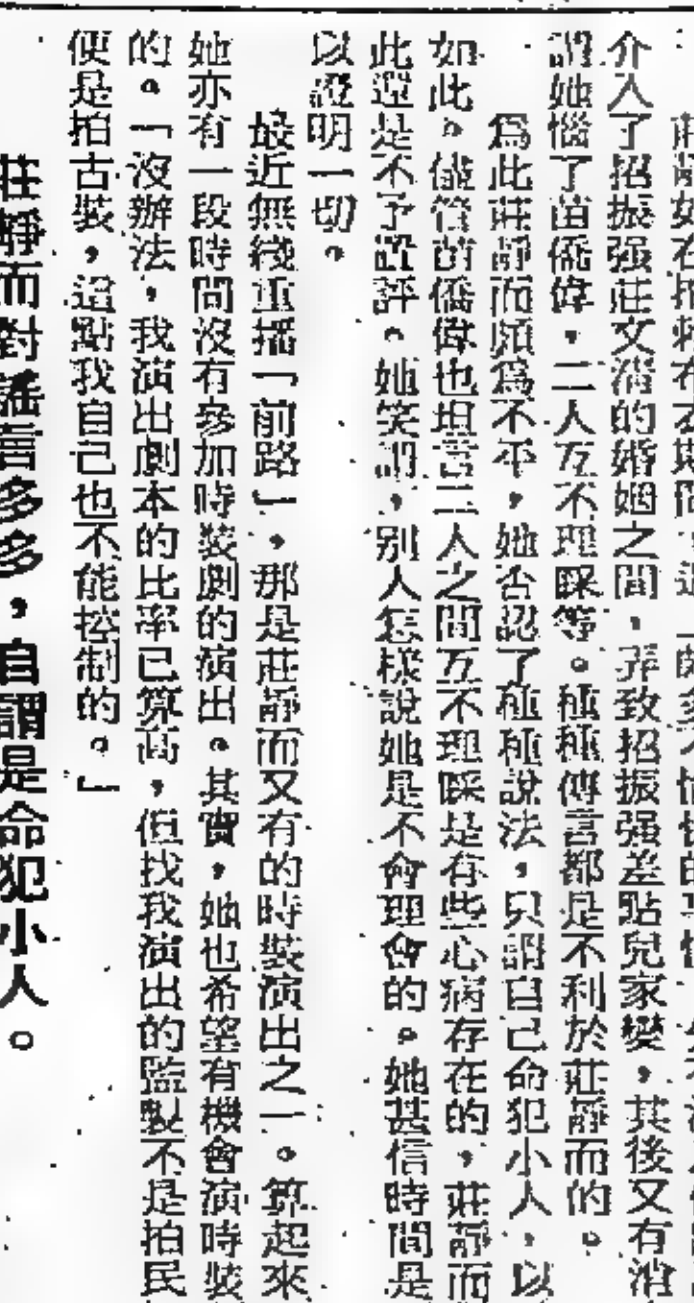 介入了招振强莊文清的婚姻之間，弄致招振强差點兒家變，其後又有消
謂她惱了苗僑偉，二人互不理睬等。種種傳言都是不利於莊靜而的。
爲此莊靜而頗爲不平，她否認了種種說法，只謂自己命犯小人，以
如此。儘管苗僑偉也坦言二人之間互不理睬是有些心病存在的，莊靜而
此還是不予置評。她笑謂，别人怎樣說她是不會理會的。她甚信時間是
以證明一切。
最近無綫重播「前路」，那是莊靜而又有的時裝演出之一。算起來
她亦有一段時間沒有參加時裝劇的演出。其實，她也希望有機會演時裝
的。「沒辦法，我演出劇本的比率已算高，但找我演出的監製不是拍民
便是拍古裝，這點我自己也不能控制的。」
莊靜而對謠言多多，自謂是命犯小人。